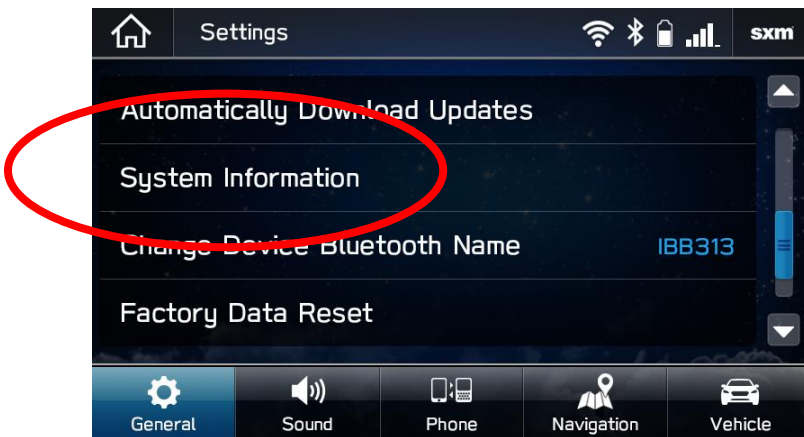 Settings
sxm
Automatically Download Updates
System Information
Change Device Bluetooth Name IBB313
Factory Data Reset
General Sound Phone Navigation Vehicle